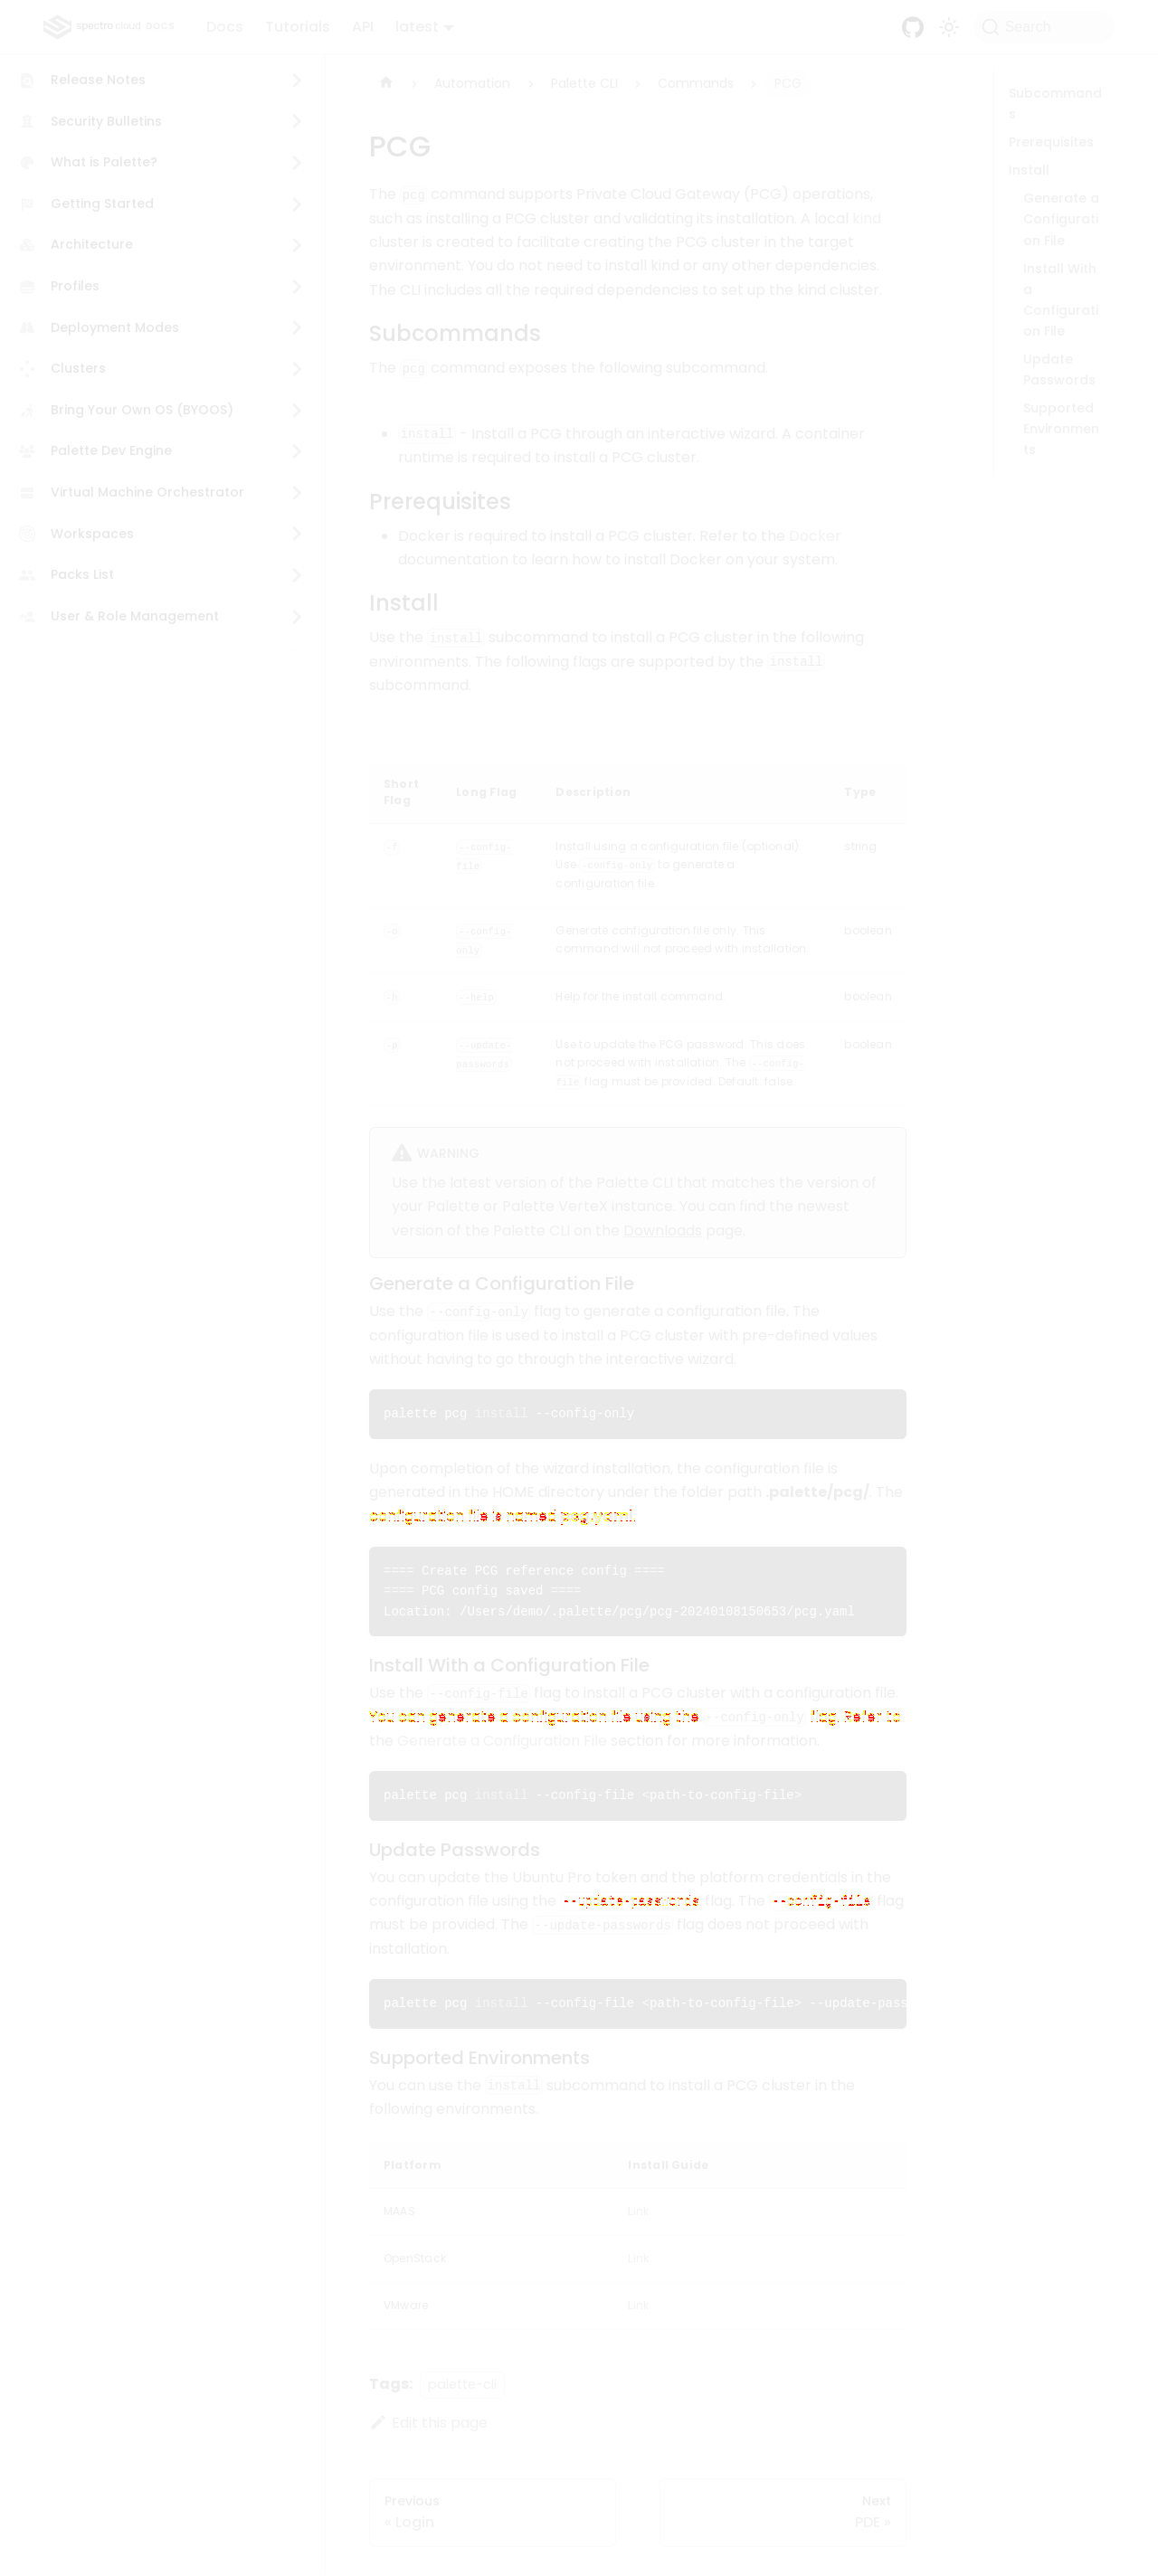 spectro cloud DOCS
Docs
Tutorials
API
latest
Search
Release Notes
Security Bulletins
What is Palette?
Getting Started
Architecture
Profiles
Deployment Modes
Clusters
Bring Your Own OS (BYOOS)
Palette Dev Engine
Virtual Machine Orchestrator
Workspaces
Packs List
User & Role Management
Automation
Palette CLI
Commands
PCG
PCG
The pcg command supports Private Cloud Gateway (PCG) operations,
such as installing a PCG cluster and validating its installation. A local kind
cluster is created to facilitate creating the PCG cluster in the target
environment. You do not need to install kind or any other dependencies.
The CLI includes all the required dependencies to set up the kind cluster.
Subcommands
The pcg command exposes the following subcommand.
install - Install a PCG through an interactive wizard. A container
runtime is required to install a PCG cluster.
Prerequisites
Docker is required to install a PCG cluster. Refer to the Docker
documentation to learn how to install Docker on your system.
Install
Use the install subcommand to install a PCG cluster in the following
environments. The following flags are supported by the install
subcommand.
Short
Flag
Long Flag
Description
Type
-f
--config-
file
Install using a configuration file (optional).
Use -config-only to generate a
configuration file.
string
-o
--config-
only
Generate configuration file only. This
command will not proceed with installation.
boolean
-h
--help
Help for the install command.
boolean
-p
--update-
passwords
Use to update the PCG password. This does
not proceed with installation. The --config-
file flag must be provided. Default: false.
boolean
WARNING
Use the latest version of the Palette CLI that matches the version of
your Palette or Palette VerteX instance. You can find the newest
version of the Palette CLI on the Downloads page.
Generate a Configuration File
Use the --config-only flag to generate a configuration file. The
configuration file is used to install a PCG cluster with pre-defined values
without having to go through the interactive wizard.
palette pcg install --config-only
Upon completion of the wizard installation, the configuration file is
generated in the HOME directory under the folder path .palette/pcg/. The
configuration file is named pcg.yaml.
==== Create PCG reference config ====
==== PCG config saved ====
Location: /Users/demo/.palette/pcg/pcg-20240108150653/pcg.yaml
Install With a Configuration File
Use the --config-file flag to install a PCG cluster with a configuration file.
You can generate a configuration file using the --config-only flag. Refer to
the Generate a Configuration File section for more information.
palette pcg install --config-file <path-to-config-file>
Update Passwords
You can update the Ubuntu Pro token and the platform credentials in the
configuration file using the --update-passwords flag. The --config-file flag
must be provided. The --update-passwords flag does not proceed with
installation.
palette pcg install --config-file <path-to-config-file> --update-pass
Supported Environments
You can use the install subcommand to install a PCG cluster in the
following environments.
Platform
Install Guide
MAAS
Link
OpenStack
Link
VMware
Link
Tags: palette-cli
Edit this page
Previous
« Login
Next
PDE »
Subcommand
s
Prerequisites
Install
Generate a
Configurati
on File
Install With
a
Configurati
on File
Update
Passwords
Supported
Environmen
ts